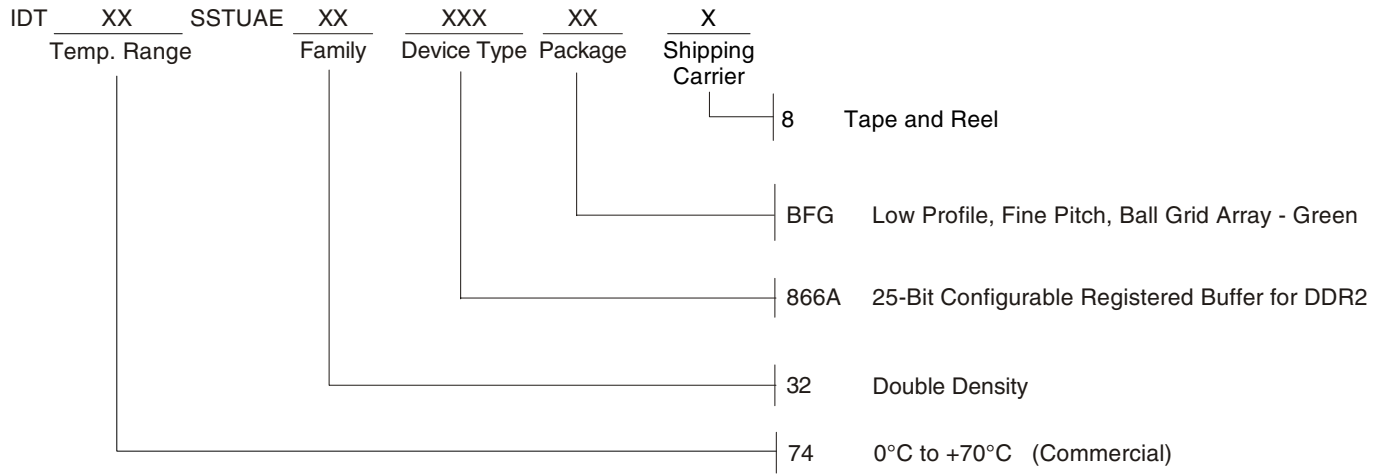 IDT XX SSTUAE XX XXX XX X
Temp. Range Family Device Type Package Shipping
Carrier
8 Tape and Reel
BFG Low Profile, Fine Pitch, Ball Grid Array - Green
866A 25-Bit Configurable Registered Buffer for DDR2
32 Double Density
74 0°C to +70°C (Commercial)